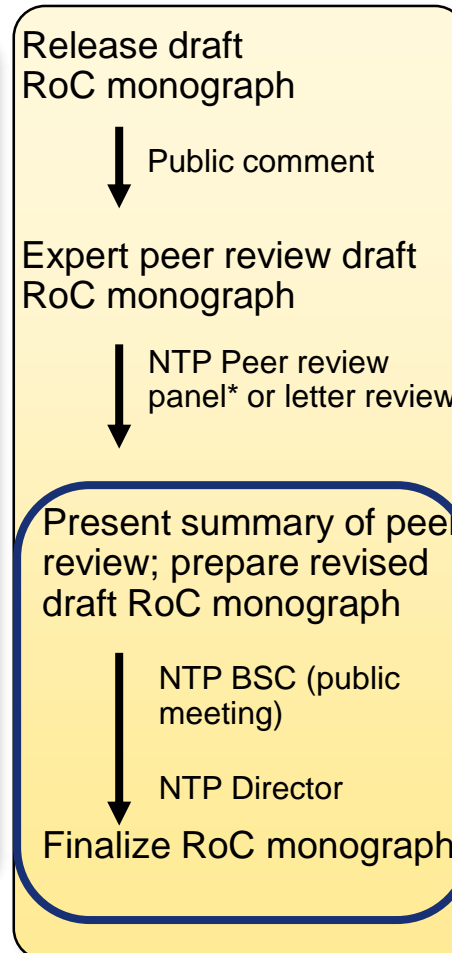 Release draft
RoC monograph
Public comment
Expert peer review draft
RoC monograph
NTP Peer review
panel* or letter review
Present summary of peer
review; prepare revised
draft RoC monograph
NTP BSC (public
meeting)
NTP Director
Finalize RoC monograph